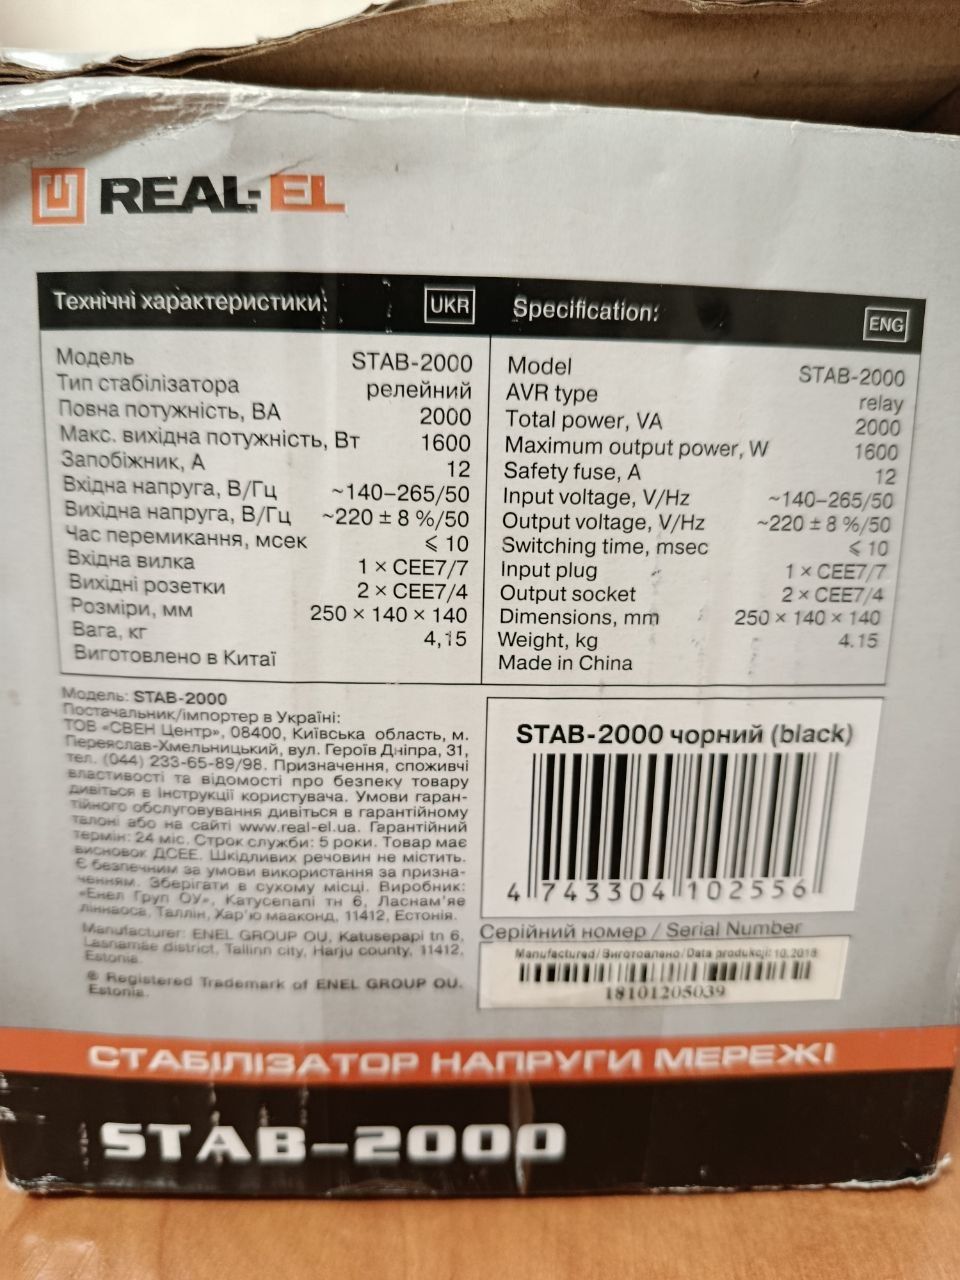 REAL-EL
Технічні характеристики: UKR
Модель STAB-2000
Тип стабілізатора релейний
Повна потужність, ВА 2000
Макс. вихідна потужність, Вт 1600
Запобіжник, А 12
Вхідна напруга, В/Гц ~140–265/50
Вихідна напруга, В/Гц ~220 ± 8 %/50
Час перемикання, мсек ⩽ 10
Вхідна вилка 1 × CEE7/7
Вихідні розетки 2 × CEE7/4
Розміри, мм 250 × 140 × 140
Вага, кг 4,15
Виготовлено в Китаї
Specification: ENG
Model STAB-2000
AVR type relay
Total power, VA 2000
Maximum output power, W 1600
Safety fuse, A 12
Input voltage, V/Hz ~140–265/50
Output voltage, V/Hz ~220 ± 8 %/50
Switching time, msec ⩽ 10
Input plug 1 × CEE7/7
Output socket 2 × CEE7/4
Dimensions, mm 250 × 140 × 140
Weight, kg 4.15
Made in China
Модель: STAB-2000
Постачальник/імпортер в Україні:
ТОВ «СВЕН Центр», 08400, Київська область, м.
Переяслав-Хмельницький, вул. Героїв Дніпра, 31,
тел. (044) 233-65-89/98. Призначення, споживчі
властивості та відомості про безпеку товару
дивіться в Інструкції користувача. Умови гаран-
тійного обслуговування дивіться в гарантійному
талоні або на сайті www.real-el.ua. Гарантійний
термін: 24 міс. Строк служби: 5 роки. Товар має
висновок ДСЕЕ. Шкідливих речовин не містить.
Є безпечним за умови використання за призна-
ченням. Зберігати в сухому місці. Виробник:
«Енел Груп ОУ», Катусепапі тн 6, Ласнам'яе
ліннаоса, Таллін, Хар'ю мааконд, 11412, Естонія.
Manufacturer: ENEL GROUP OU, Katusepapi tn 6,
Lasnamäe district, Tallinn city, Harju county, 11412,
Estonia.
® Registered Trademark of ENEL GROUP OU.
Estonia.
STAB-2000 чорний (black)
4 743304 102556
Серійний номер / Serial Number
Manufactured/Виготовлено/Data produkcji: 10.2018
18101205039
СТАБІЛІЗАТОР НАПРУГИ МЕРЕЖІ
STAB-2000